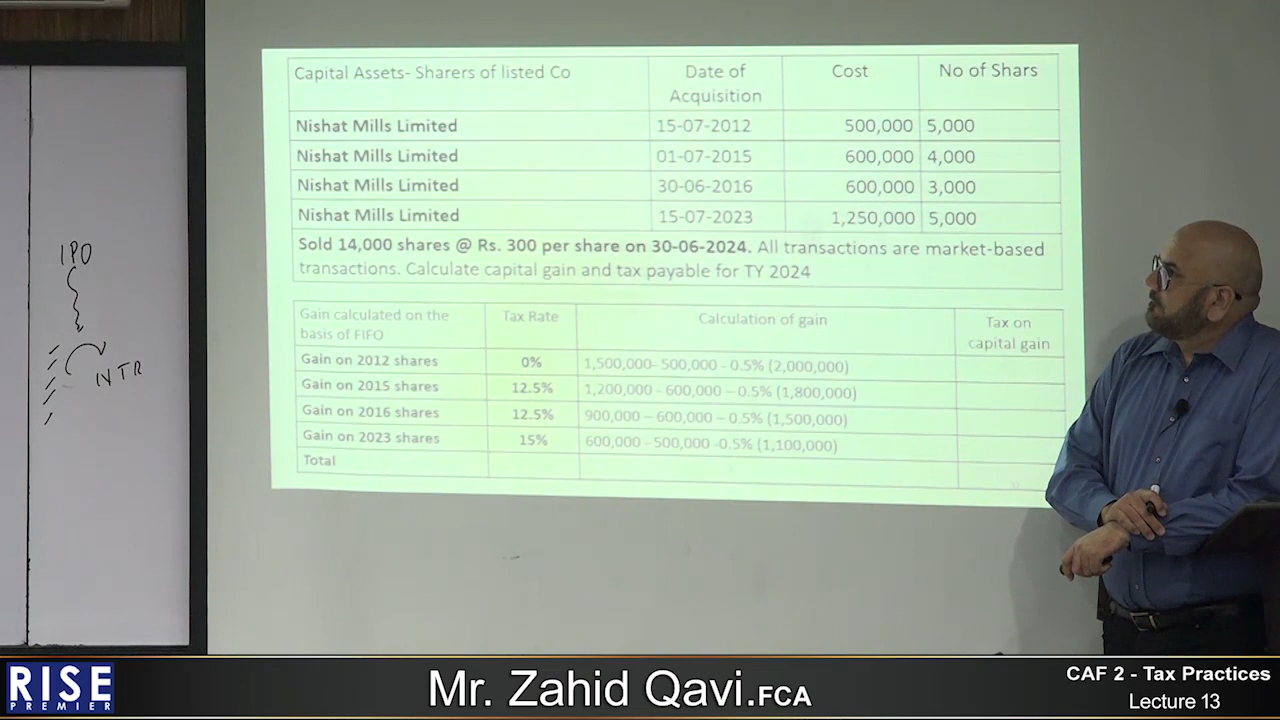 Capital Assets- Sharers of listed Co Date of Acquisition Cost No of Shars
Nishat Mills Limited 15-07-2012 500,000 5,000
Nishat Mills Limited 01-07-2015 600,000 4,000
Nishat Mills Limited 30-06-2016 600,000 3,000
Nishat Mills Limited 15-07-2023 1,250,000 5,000
Sold 14,000 shares @ Rs. 300 per share on 30-06-2024. All transactions are market-based
transactions. Calculate capital gain and tax payable for TY 2024
Gain calculated on the basis of FIFO Tax Rate Calculation of gain Tax on capital gain
Gain on 2012 shares 0% 1,500,000- 500,000 - 0.5% (2,000,000)
Gain on 2015 shares 12.5% 1,200,000 - 600,000 – 0.5% (1,800,000)
Gain on 2016 shares 12.5% 900,000 – 600,000 – 0.5% (1,500,000)
Gain on 2023 shares 15% 600,000 - 500,000 -0.5% (1,100,000)
Total
IPO
NTR
RISE
PREMIER
Mr. Zahid Qavi.FCA
CAF 2 - Tax Practices
Lecture 13